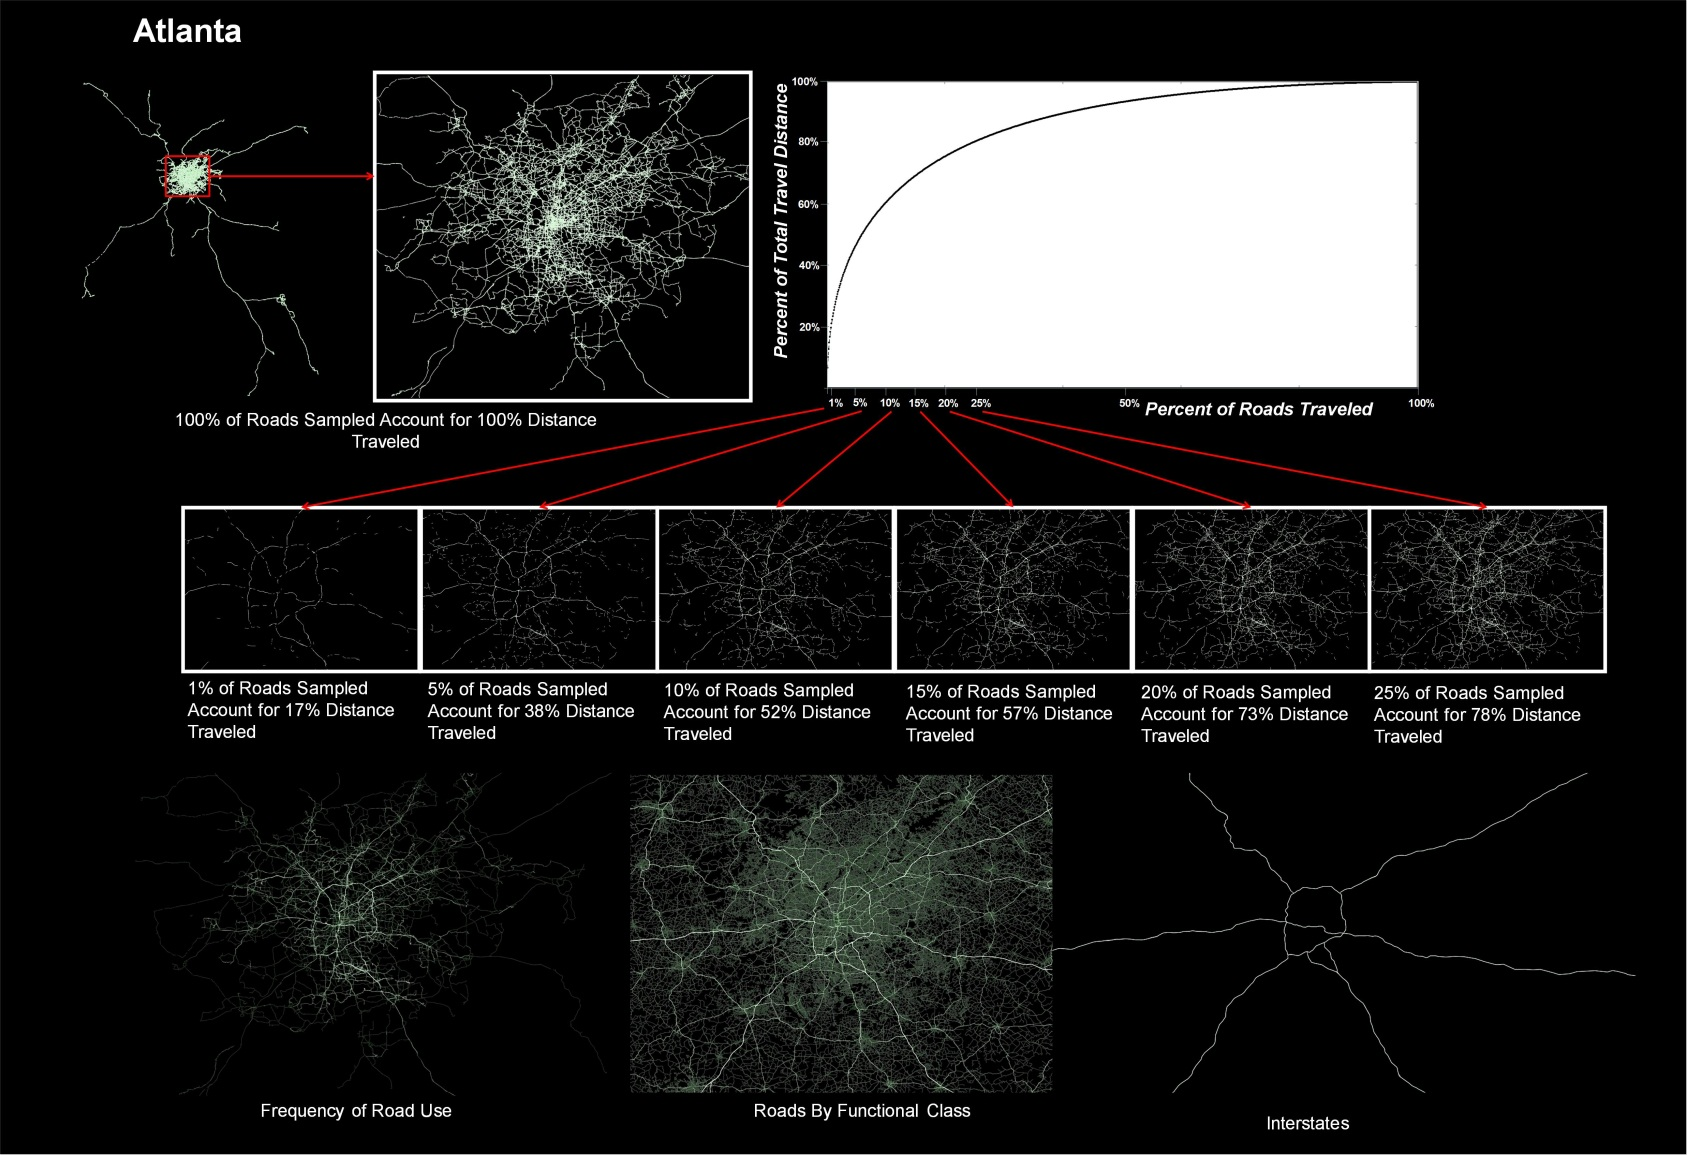 Atlanta
100% of Roads Sampled Account for 100% Distance
Traveled
Percent of Total Travel Distance
100%
80%
60%
40%
20%
1% 5% 10% 15% 20% 25% 50% 100%
Percent of Roads Traveled
1% of Roads Sampled
Account for 17% Distance
Traveled
5% of Roads Sampled
Account for 38% Distance
Traveled
10% of Roads Sampled
Account for 52% Distance
Traveled
15% of Roads Sampled
Account for 57% Distance
Traveled
20% of Roads Sampled
Account for 73% Distance
Traveled
25% of Roads Sampled
Account for 78% Distance
Traveled
Frequency of Road Use
Roads By Functional Class
Interstates